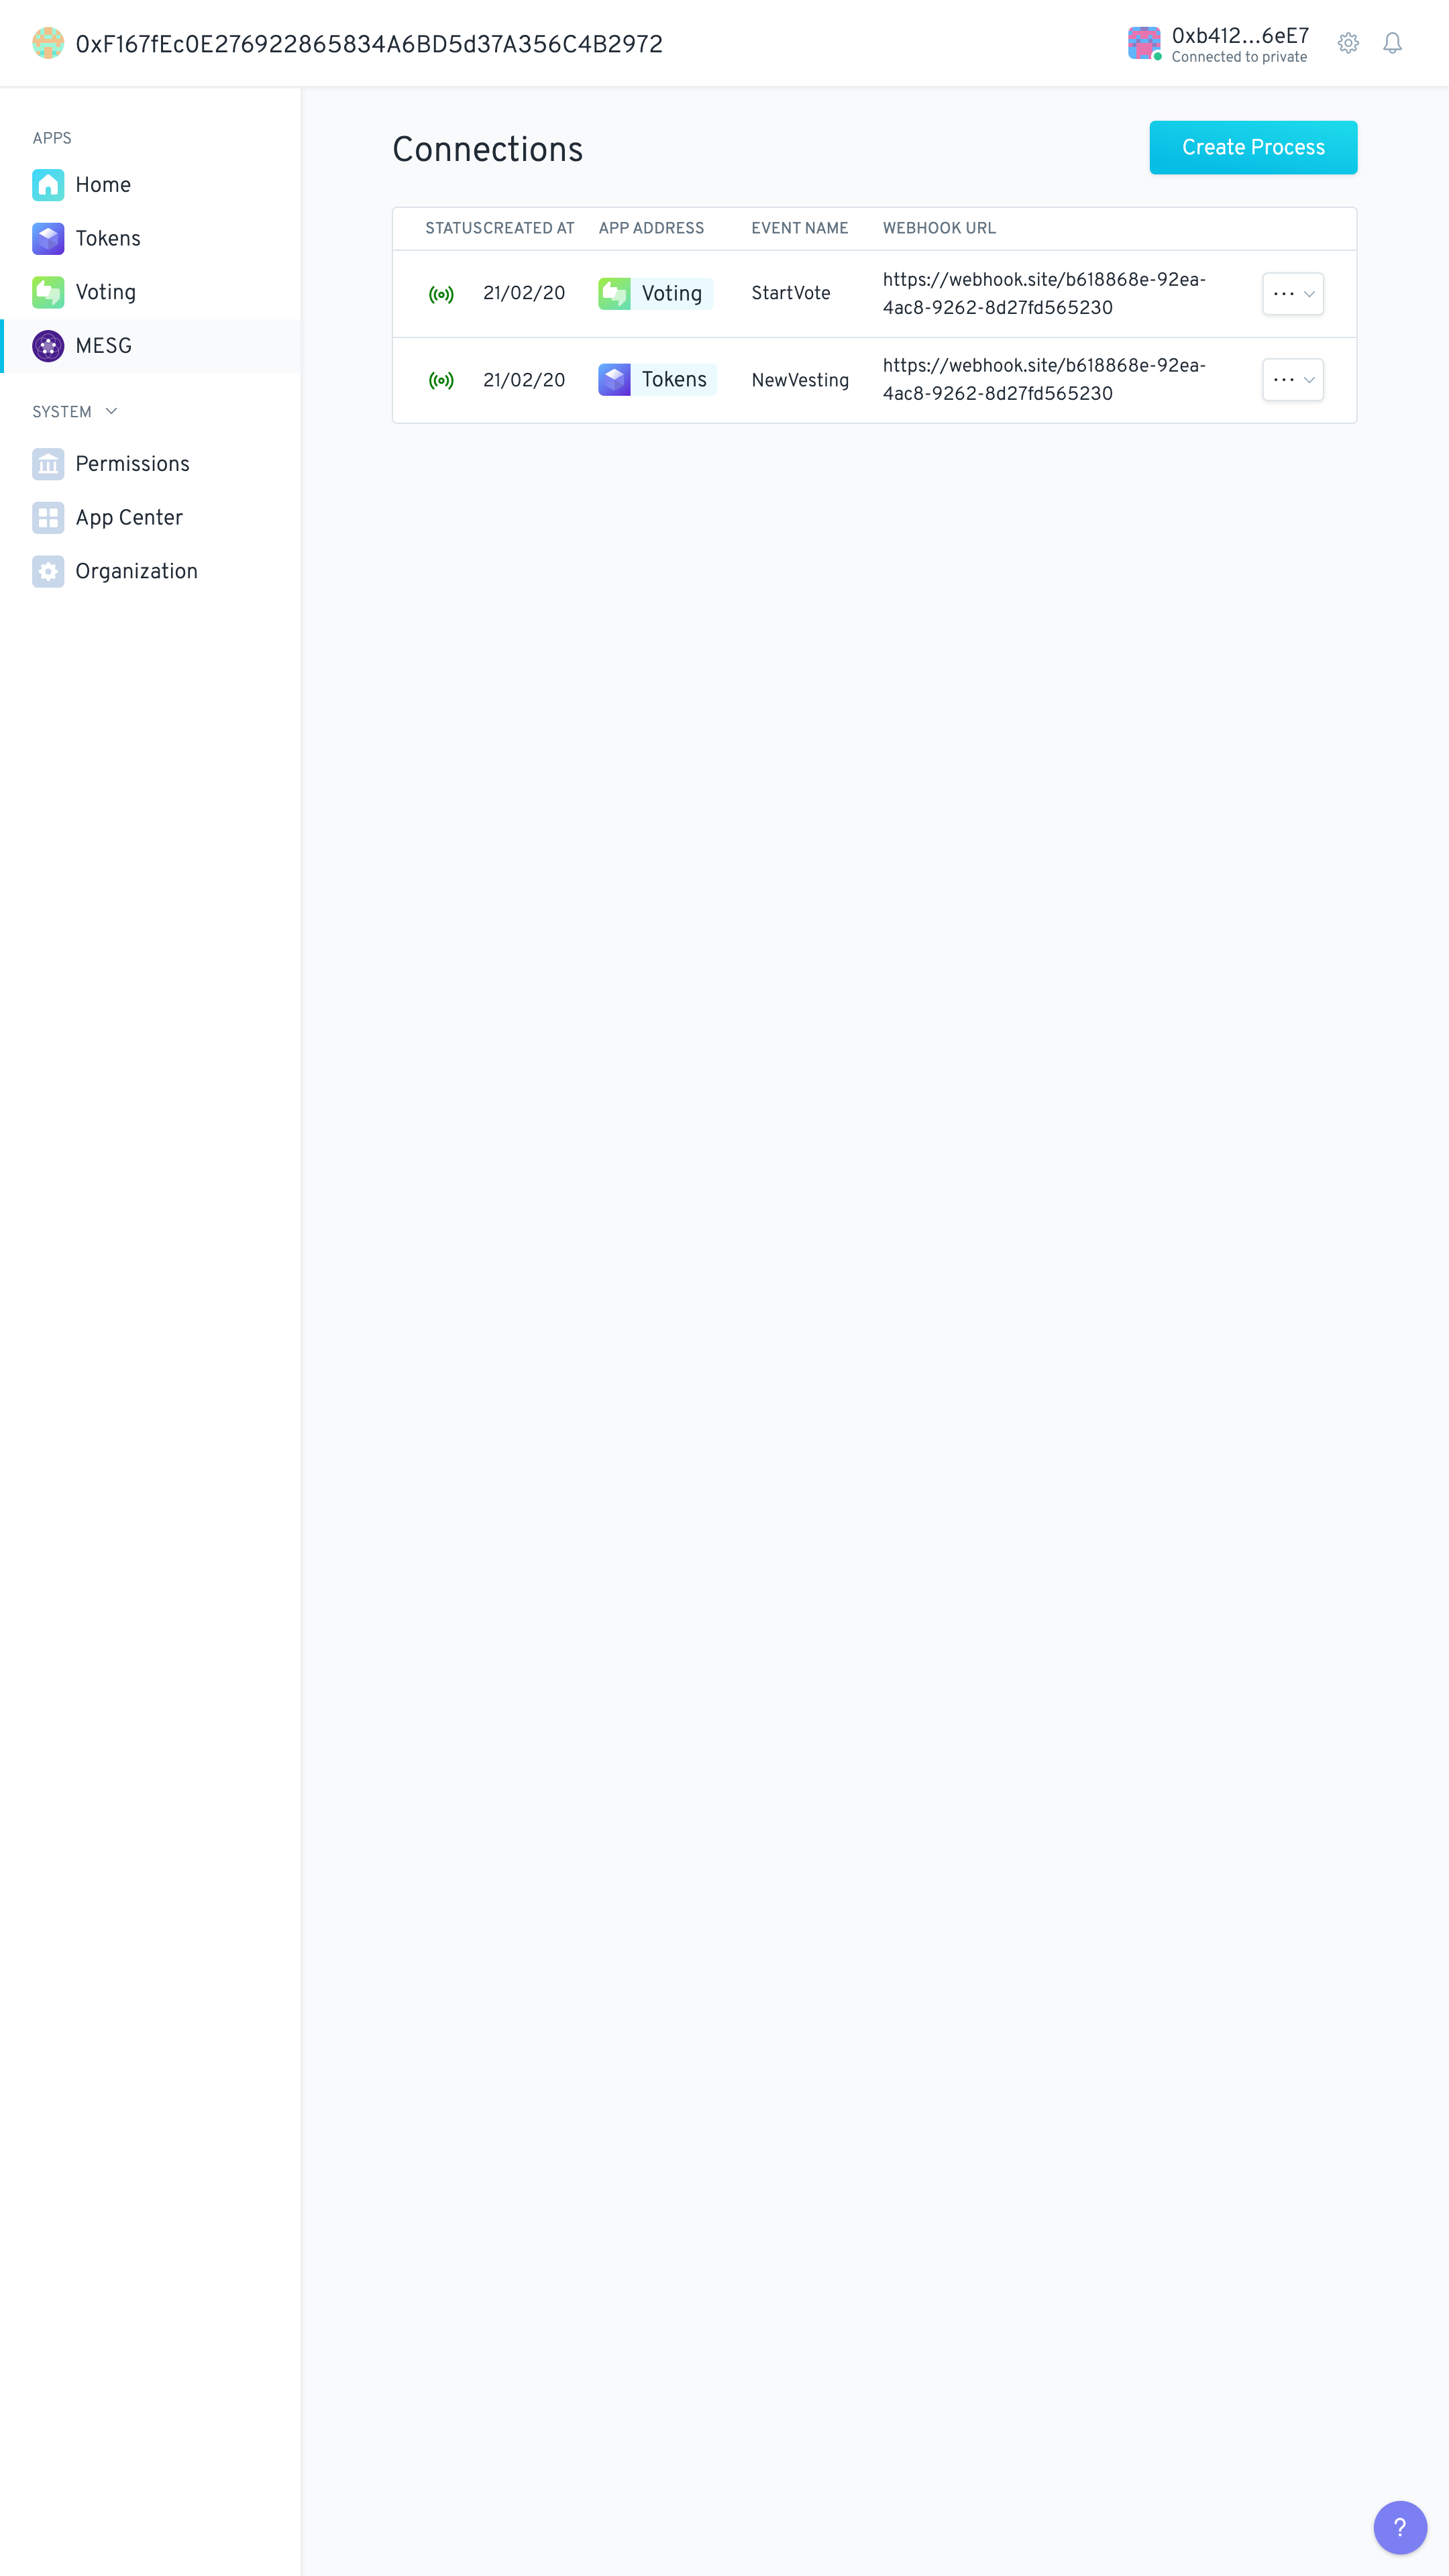 0xF167fEc0E276922865834A6BD5d37A356C4B2972
0xb412…6eE7
Connected to private
APPS
Home
Tokens
Voting
MESG
SYSTEM
Permissions
App Center
Organization
Connections
Create Process
STATUS CREATED AT APP ADDRESS EVENT NAME WEBHOOK URL
21/02/20 Voting StartVote https://webhook.site/b618868e-92ea-
4ac8-9262-8d27fd565230
21/02/20 Tokens NewVesting https://webhook.site/b618868e-92ea-
4ac8-9262-8d27fd565230
?